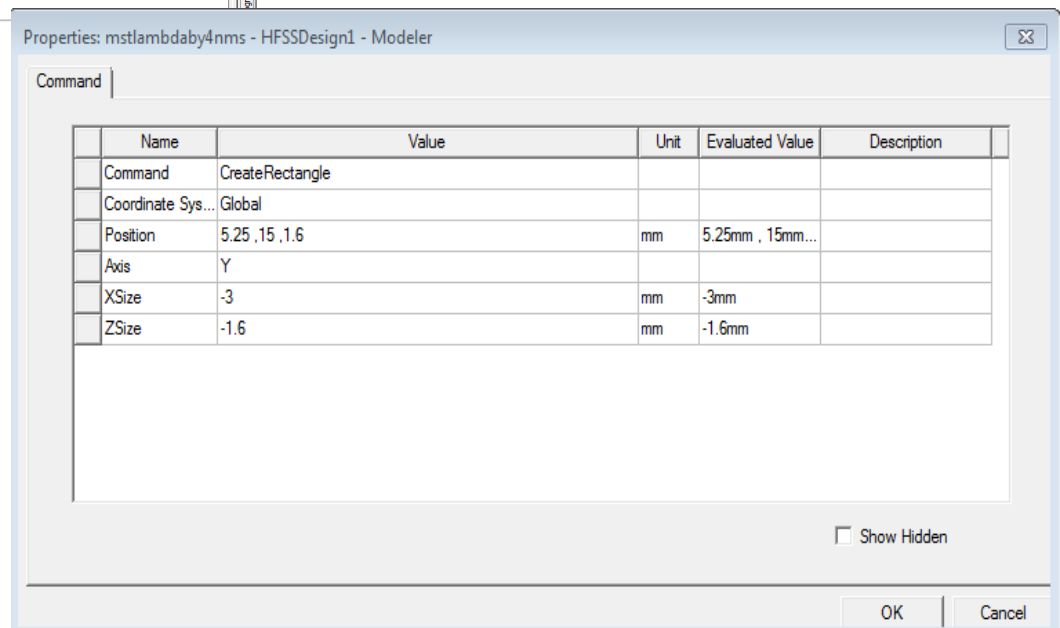 Properties: mstlambdaby4nms - HFSSDesign1 - Modeler
Command
Name Value Unit Evaluated Value Description
Command CreateRectangle
Coordinate Sys... Global
Position 5.25 ,15 ,1.6 mm 5.25mm , 15mm...
Axis Y
XSize -3 mm -3mm
ZSize -1.6 mm -1.6mm
Show Hidden
OK Cancel